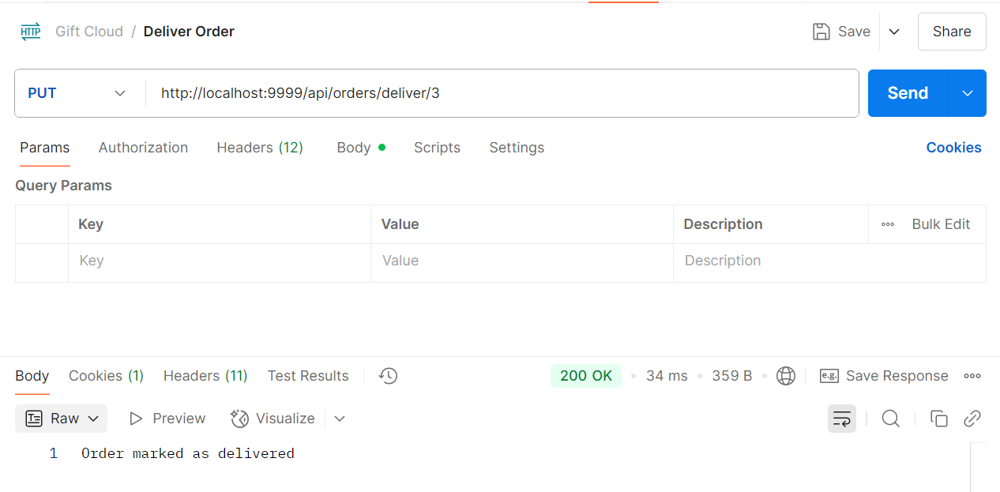 HTTP Gift Cloud / Deliver Order Save Share
PUT http://localhost:9999/api/orders/deliver/3 Send
Params Authorization Headers (12) Body Scripts Settings Cookies
Query Params
Key Value Description Bulk Edit
Key Value Description
Body Cookies (1) Headers (11) Test Results 200 OK 34 ms 359 B e.g. Save Response
Raw Preview Visualize
1 Order marked as delivered